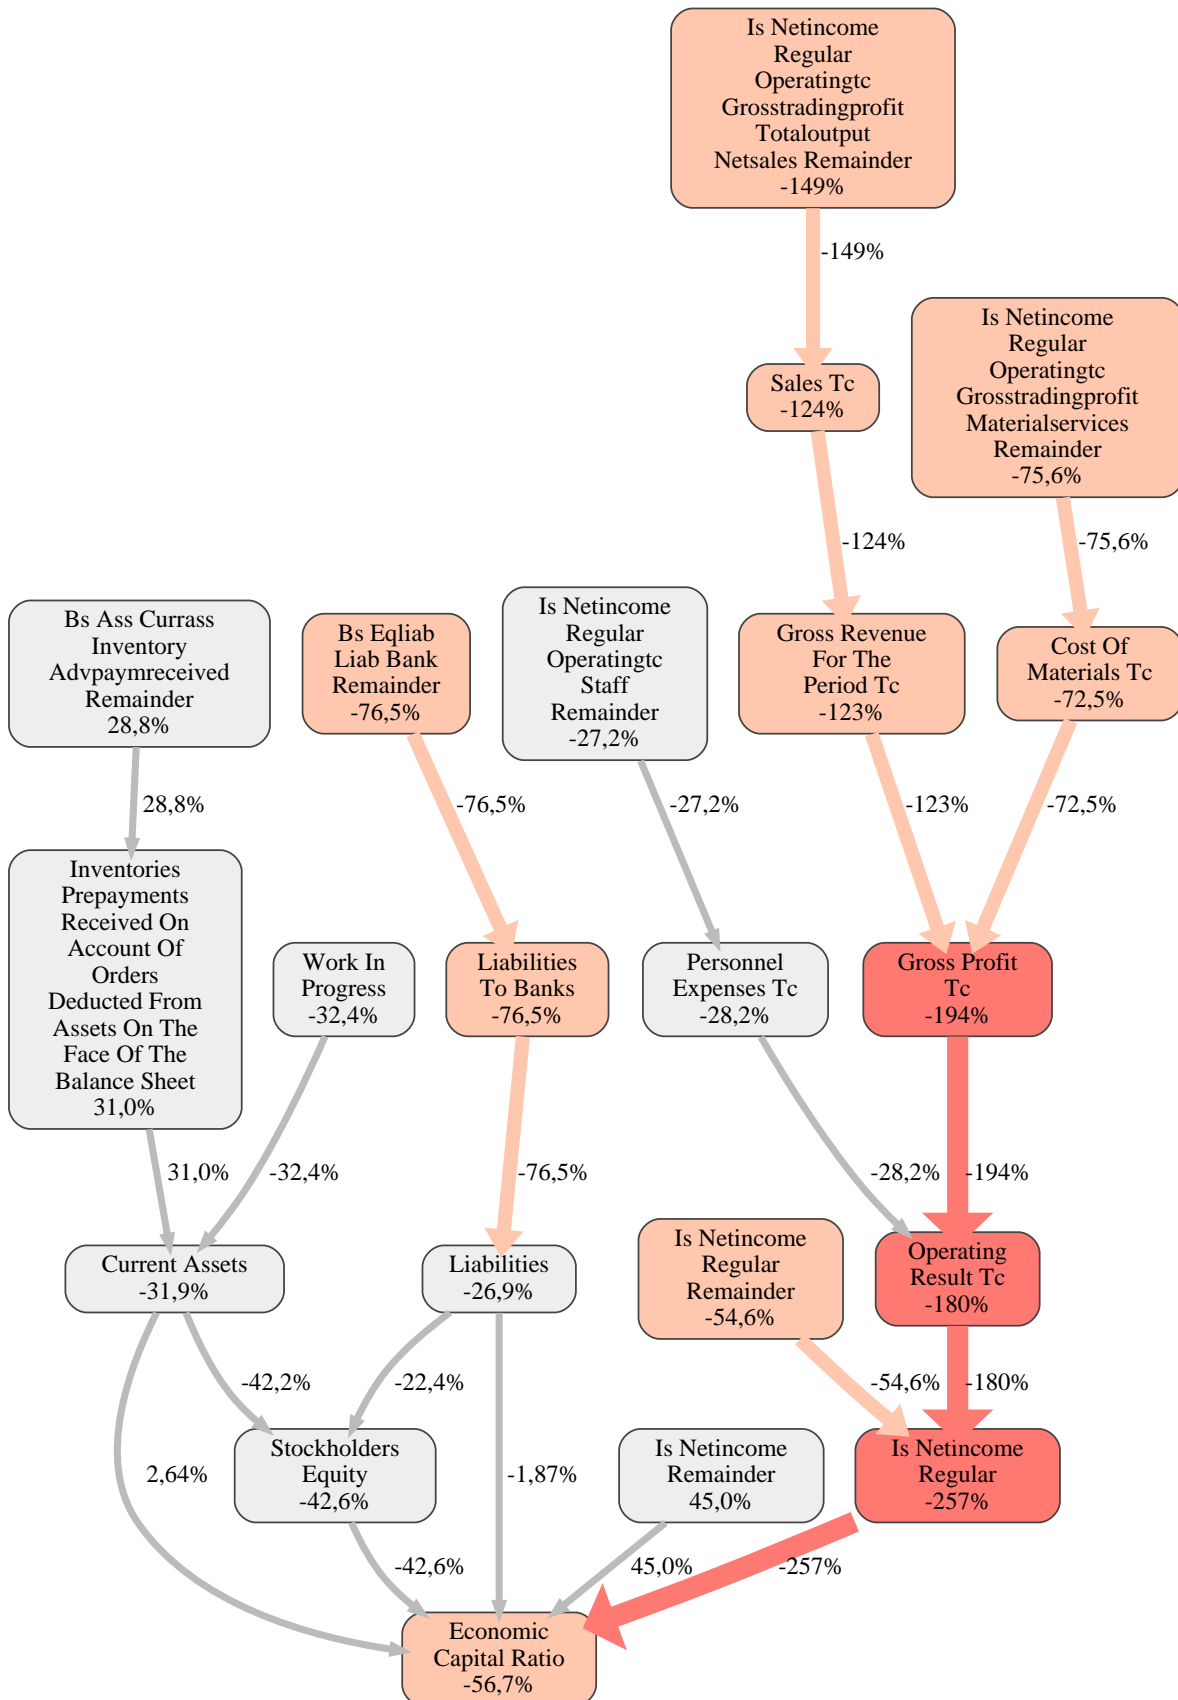 Is Netincome
Regular
Operatingtc
Grosstradingprofit
Totaloutput
Netsales Remainder
-149%
-149%
Is Netincome
Regular
Operatingtc
Grosstradingprofit
Materialservices
Remainder
-75,6%
Sales Tc
-124%
-124%
-75,6%
Bs Ass Currass
Inventory
Advpaymreceived
Remainder
28,8%
Bs Eqliab
Liab Bank
Remainder
-76,5%
Is Netincome
Regular
Operatingtc
Staff
Remainder
-27,2%
Gross Revenue
For The
Period Tc
-123%
Cost Of
Materials Tc
-72,5%
28,8%
-76,5%
-27,2%
-123%
-72,5%
Inventories
Prepayments
Received On
Account Of
Orders
Deducted From
Assets On The
Face Of The
Balance Sheet
31,0%
Work In
Progress
-32,4%
Liabilities
To Banks
-76,5%
Personnel
Expenses Tc
-28,2%
Gross Profit
Tc
-194%
31,0%
-32,4%
-76,5%
-28,2%
-194%
Current Assets
-31,9%
Liabilities
-26,9%
Is Netincome
Regular
Remainder
-54,6%
Operating
Result Tc
-180%
-42,2%
-22,4%
-54,6%
-180%
2,64%
Stockholders
Equity
-42,6%
-1,87%
Is Netincome
Remainder
45,0%
Is Netincome
Regular
-257%
-42,6%
45,0%
-257%
Economic
Capital Ratio
-56,7%